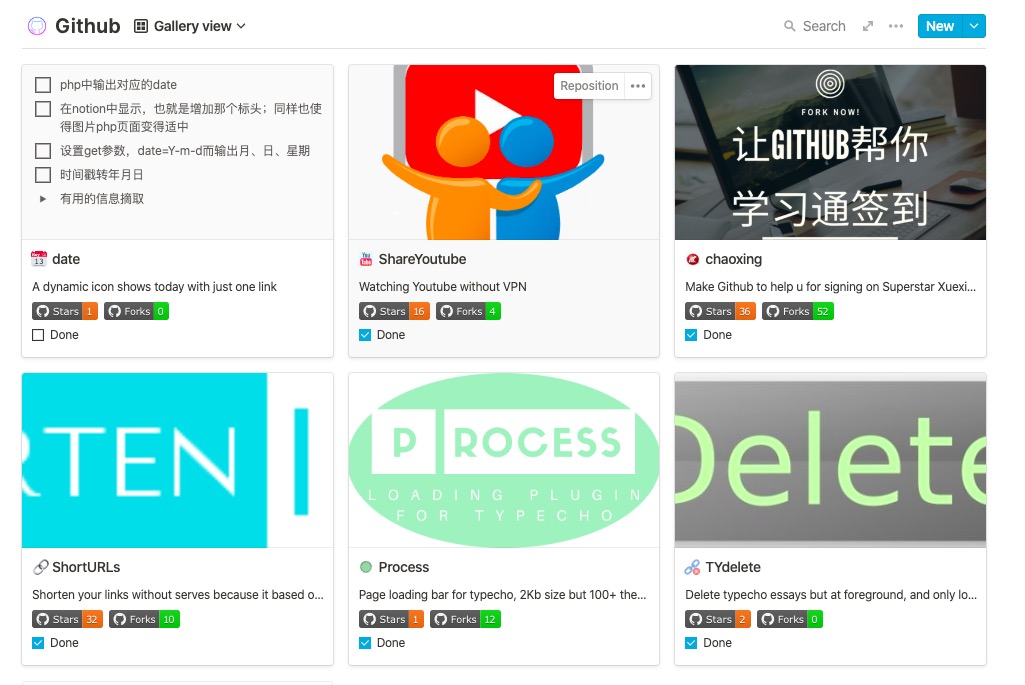 Github Gallery view Search New
php中输出对应的date
在notion中显示，也就是增加那个标头；同样也使
得图片php页面变得适中
设置get参数，date=Y-m-d而输出月、日、星期
时间戳转年月日
有用的信息摘取
date
A dynamic icon shows today with just one link
Stars 1 Forks 0
Done
Reposition
ShareYoutube
Watching Youtube without VPN
Stars 16 Forks 4
Done
FORK NOW!
让GITHUB帮你
学习通签到
chaoxing
Make Github to help u for signing on Superstar Xuexi...
Stars 36 Forks 52
Done
RTEN
ShortURLs
Shorten your links without serves because it based o...
Stars 32 Forks 10
Done
PROCESS
LOADING PLUGIN
FOR TYPECHO
Process
Page loading bar for typecho, 2Kb size but 100+ the...
Stars 1 Forks 12
Done
Delete
TYdelete
Delete typecho essays but at foreground, and only lo...
Stars 2 Forks 0
Done